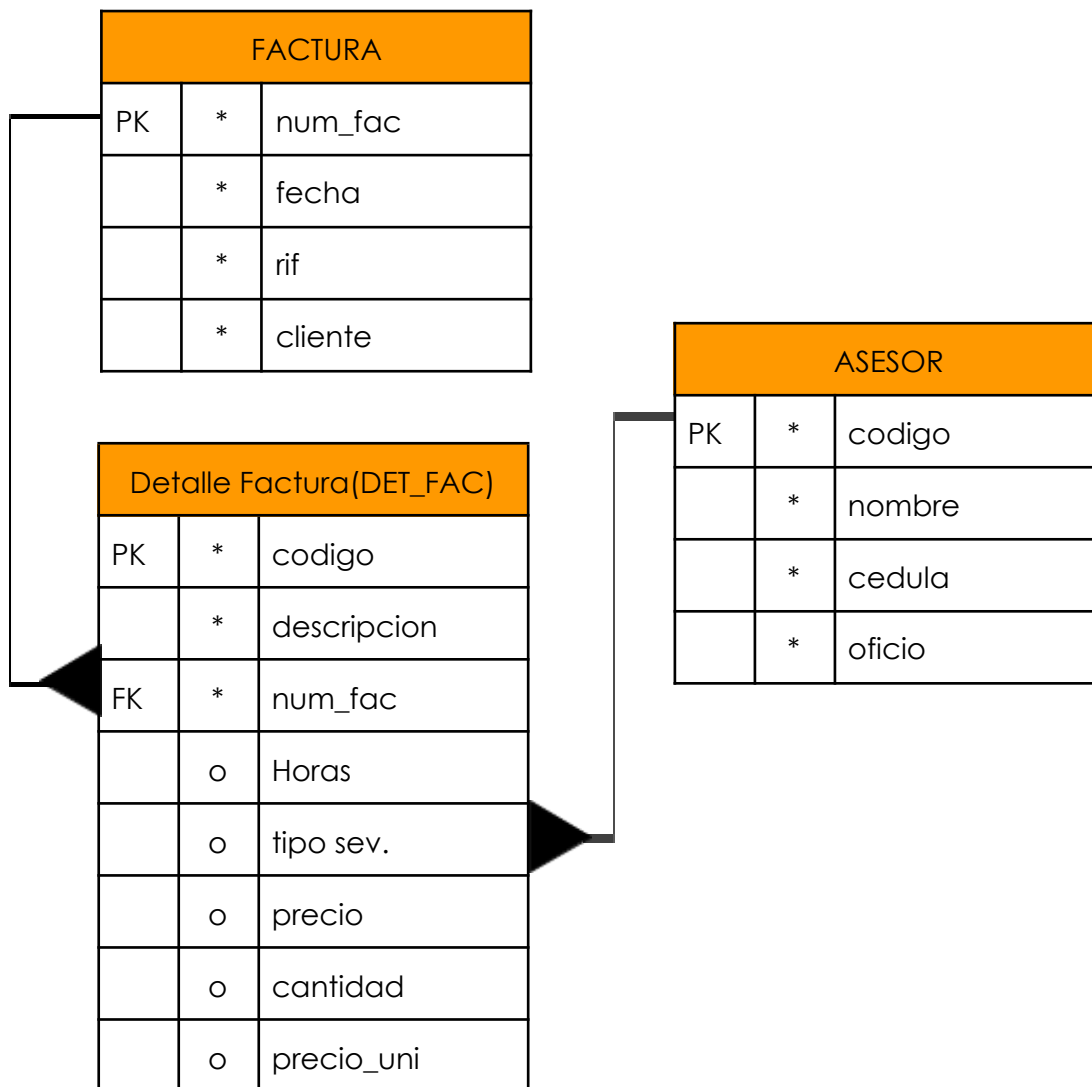 FACTURA
PK * num_fac
* fecha
* rif
* cliente
ASESOR
PK * codigo
* nombre
* cedula
* oficio
Detalle Factura(DET_FAC)
PK * codigo
* descripcion
FK * num_fac
o Horas
o tipo sev.
o precio
o cantidad
o precio_uni